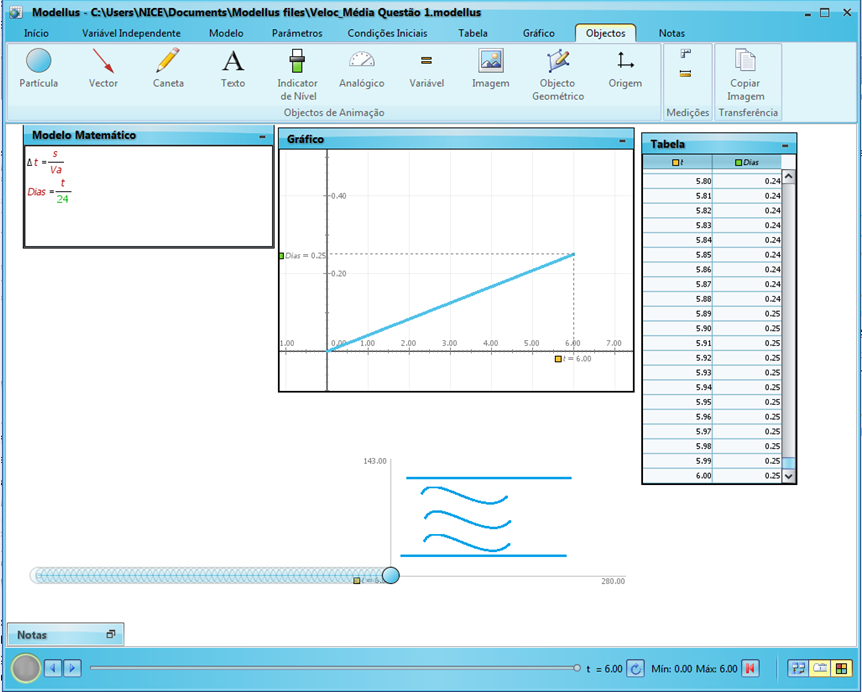 Modellus - C:\Users\NICE\Documents\Modellus files\Veloc_Média Questão 1.modellus
Início Variável Independente Modelo Parâmetros Condições Iniciais Tabela Gráfico Objectos Notas
Partícula Vector Caneta Texto Indicador de Nível Analógico Variável Imagem Objecto Geométrico Origem Copiar Imagem
Objectos de Animação Medições Transferência
Modelo Matemático
Δt = s
Va
Dias = t
24
Gráfico
0.40
Dias = 0.25
0.20
1.00 0.00 1.00 2.00 3.00 4.00 5.00 6.00 7.00
t = 6.00
Tabela
t Dias
5.80 0.24
5.81 0.24
5.82 0.24
5.83 0.24
5.84 0.24
5.85 0.24
5.86 0.24
5.87 0.24
5.88 0.24
5.89 0.25
5.90 0.25
5.91 0.25
5.92 0.25
5.93 0.25
5.94 0.25
5.95 0.25
5.96 0.25
5.97 0.25
5.98 0.25
5.99 0.25
6.00 0.25
143.00
280.00
Notas
t = 6.00 Mín: 0.00 Máx: 6.00